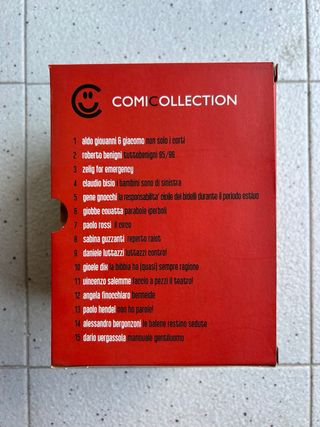 COMICOLLECTION
1 aldo giovanni & giacomo non solo i corti
2 roberto benigni tuttobenigni 95/96
3 zelig for emergency
4 claudio bisio i bambini sono di sinistra
5 gene gnocchi la responsabilita' civile dei bidelli durante il periodo estivo
6 giobbe covatta parabole iperboli
7 paolo rossi il circo
8 sabina guzzanti reperto raiot
9 daniele luttazzi luttazzi contro!
10 gioele dix la bibbia ha (quasi) sempre ragione
11 vincenzo salemme faccio a pezzi il teatro!
12 angela finocchiaro benneide
13 paolo hendel non ho parole!
14 alessandro bergonzoni le balene restino sedute
15 dario vergassola manovale gentiluomo